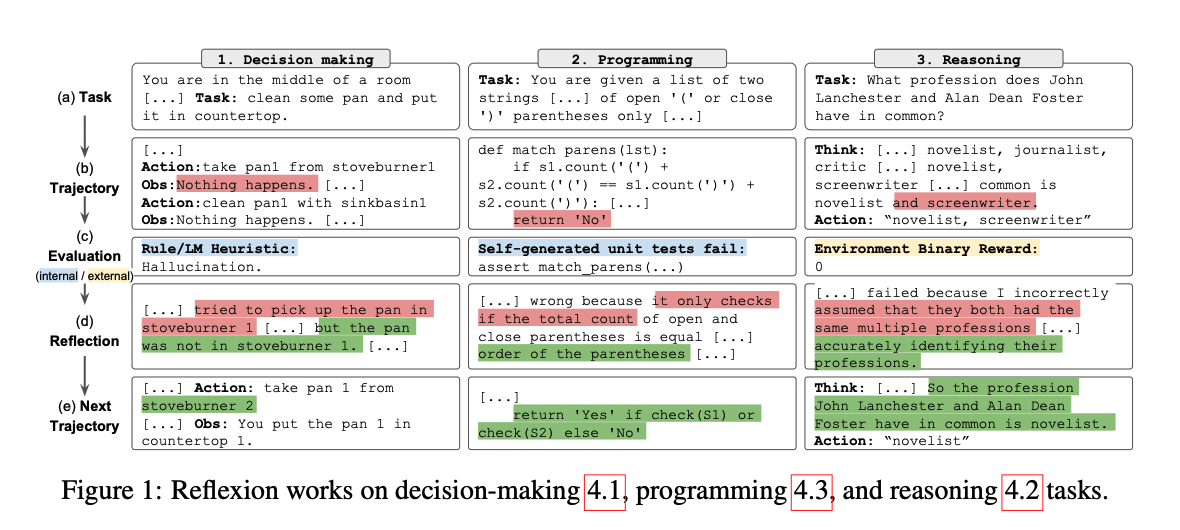 1. Decision making
2. Programming
3. Reasoning
(a) Task
You are in the middle of a room
[...] Task: clean some pan and put
it in countertop.
Task: You are given a list of two
strings [...] of open '(' or close
')' parentheses only [...]
Task: What profession does John
Lanchester and Alan Dean Foster
have in common?
(b)
Trajectory
[...]
Action:take pan1 from stoveburner1
Obs:Nothing happens. [...]
Action:clean pan1 with sinkbasin1
Obs:Nothing happens. [...]
def match parens(lst):
if s1.count('(') +
s2.count('(') == s1.count(')') +
s2.count(')'): [...]
return 'No'
Think: [...] novelist, journalist,
critic [...] novelist,
screenwriter [...] common is
novelist and screenwriter.
Action: “novelist, screenwriter”
(c)
Evaluation
(internal / external)
Rule/LM Heuristic:
Hallucination.
Self-generated unit tests fail:
assert match_parens(...)
Environment Binary Reward:
0
(d)
Reflection
[...] tried to pick up the pan in
stoveburner 1 [...] but the pan
was not in stoveburner 1. [...]
[...] wrong because it only checks
if the total count of open and
close parentheses is equal [...]
order of the parentheses [...]
[...] failed because I incorrectly
assumed that they both had the
same multiple professions [...]
accurately identifying their
professions.
(e) Next
Trajectory
[...] Action: take pan 1 from
stoveburner 2
[...] Obs: You put the pan 1 in
countertop 1.
[...]
return 'Yes' if check(S1) or
check(S2) else 'No'
Think: [...] So the profession
John Lanchester and Alan Dean
Foster have in common is novelist.
Action: “novelist”
Figure 1: Reflexion works on decision-making 4.1, programming 4.3, and reasoning 4.2 tasks.